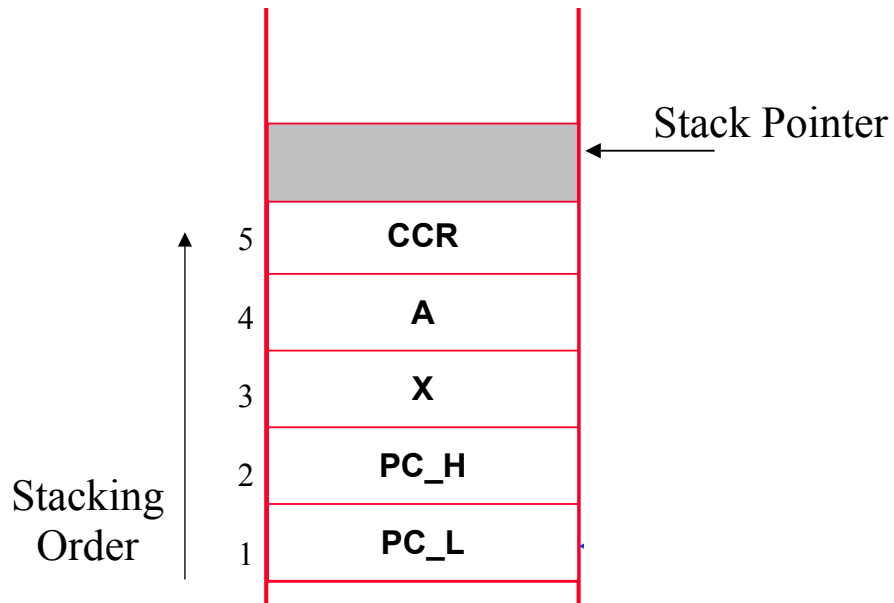 Stack Pointer
5 CCR
4 A
3 X
2 PC_H
Stacking
Order
1 PC_L